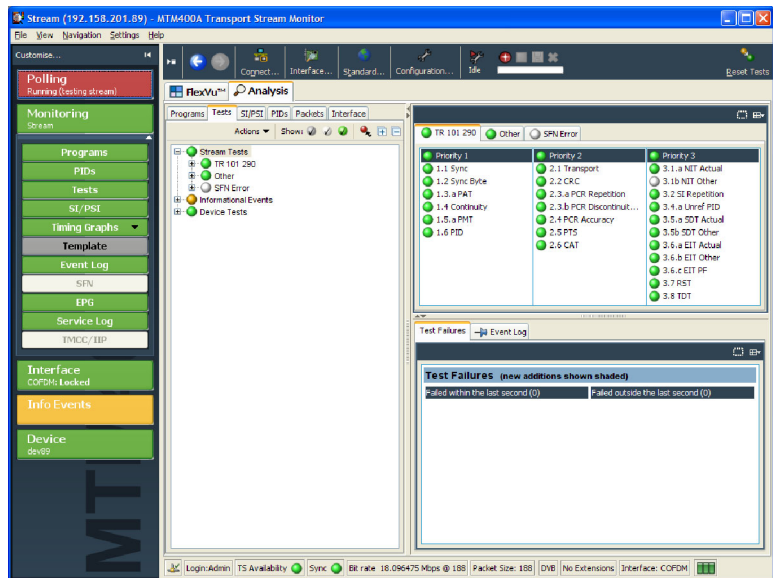 Stream (192.158.201.89) - MTM400A Transport Stream Monitor
File View Navigation Settings Help
Customise...
Polling
Running (testing stream)
Monitoring
Stream
Programs
PIDs
Tests
SI/PSI
Timing Graphs
Template
Event Log
SFN
EPG
Service Log
TMCC/IIP
Interface
COFDM: Locked
Info Events
Device
dev89
MTM
Connect... Interface... Standard... Configuration... Idle Reset Tests
FlexVu™ Analysis
Programs Tests SI/PSI PIDs Packets Interface
Actions Show:
Stream Tests
TR 101 290
Other
SFN Error
Informational Events
Device Tests
TR 101 290 Other SFN Error
Priority 1
1.1 Sync
1.2 Sync Byte
1.3.a PAT
1.4 Continuity
1.5.a PMT
1.6 PID
Priority 2
2.1 Transport
2.2 CRC
2.3.a PCR Repetition
2.3.b PCR Discontinuit...
2.4 PCR Accuracy
2.5 PTS
2.6 CAT
Priority 3
3.1.a NIT Actual
3.1b NIT Other
3.2 SI Repetition
3.4.a Unref PID
3.5.a SDT Actual
3.5b SDT Other
3.6.a EIT Actual
3.6.b EIT Other
3.6.c EIT PF
3.7 RST
3.8 TDT
Test Failures Event Log
Test Failures (new additions shown shaded)
Failed within the last second (0) Failed outside the last second (0)
Login:Admin TS Availability Sync Bit rate 18.096475 Mbps @ 188 Packet Size: 188 DVB No Extensions Interface: COFDM